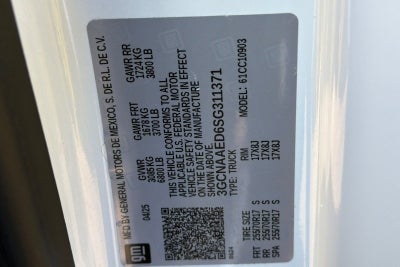 MFD BY GENERAL MOTORS DE MEXICO, S. DE R.L. DE C.V.
04/25 GVWR GAWR FRT GAWR RR
3085 KG 1678 KG 1724 KG
6800 LB 3700 LB 3800 LB
THIS VEHICLE CONFORMS TO ALL
APPLICABLE U.S. FEDERAL MOTOR
VEHICLE SAFETY STANDARDS IN EFFECT
ON THE DATE OF MANUFACTURE
SHOWN ABOVE.
3GCNAAED6SG311371
TYPE: TRUCK MODEL: 61CC10903
TIRE SIZE RIM
FRT 255/70R17 S 17X8J
RR 255/70R17 S 17X8J
SPA 255/70R17 S 17X8J
gm